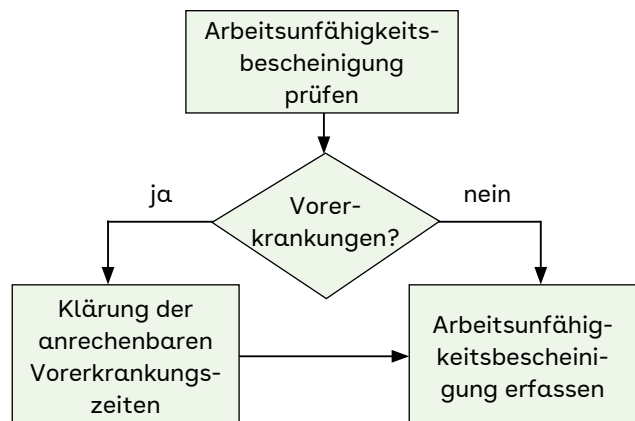 Arbeitsunfähigkeits-
bescheinigung
prüfen
ja
nein
Vorer-
krankungen?
Klärung der
anrechenbaren
Vorerkrankungs-
zeiten
Arbeitsunfähig-
keitsbescheini-
gung erfassen